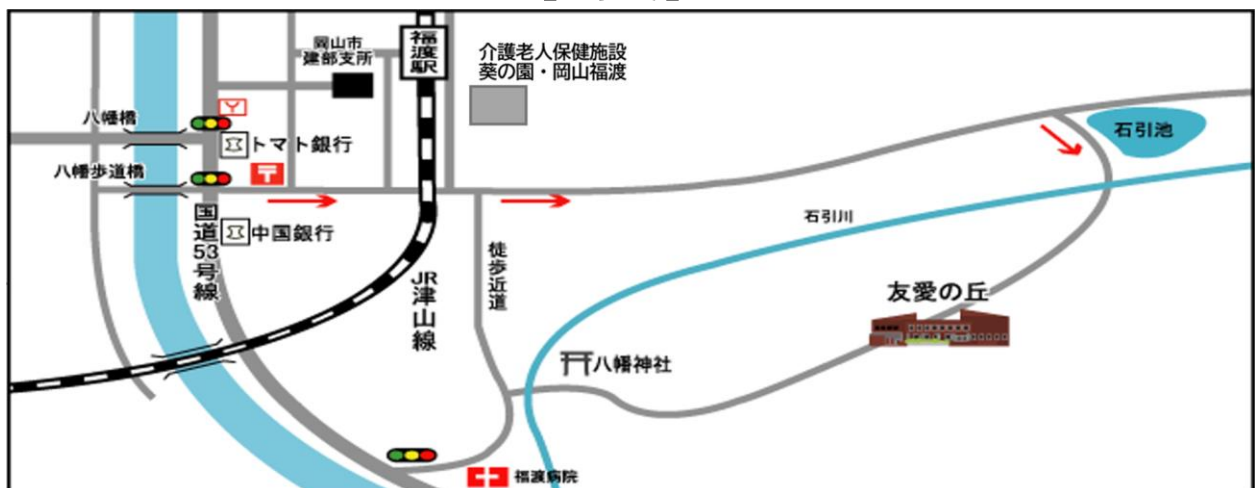 岡山市
建部支所
福渡駅
介護老人保健施設
葵の園・岡山福渡
八幡橋
トマト銀行
石引池
八幡歩道橋
国道53号線
中国銀行
石引川
徒歩近道
JR津山線
友愛の丘
八幡神社
福渡病院